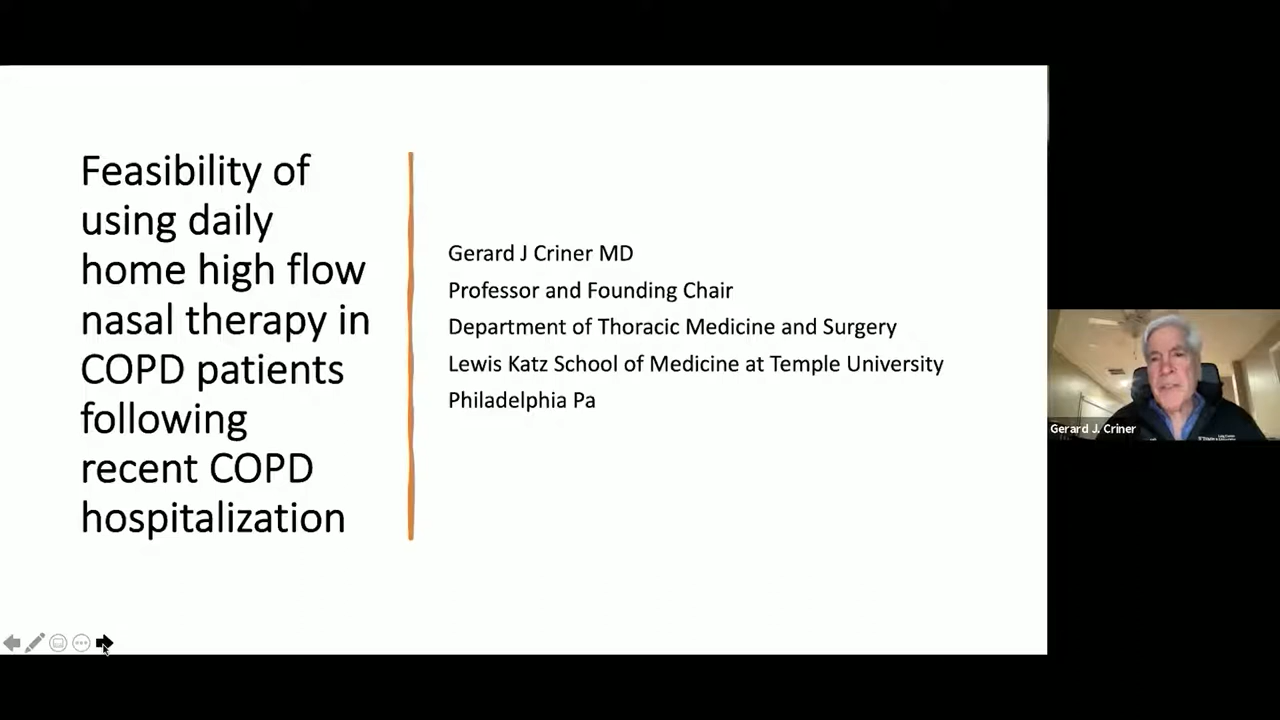 Feasibility of
using daily
home high flow
nasal therapy in
COPD patients
following
recent COPD
hospitalization
Gerard J Criner MD
Professor and Founding Chair
Department of Thoracic Medicine and Surgery
Lewis Katz School of Medicine at Temple University
Philadelphia Pa
Gerard J. Criner